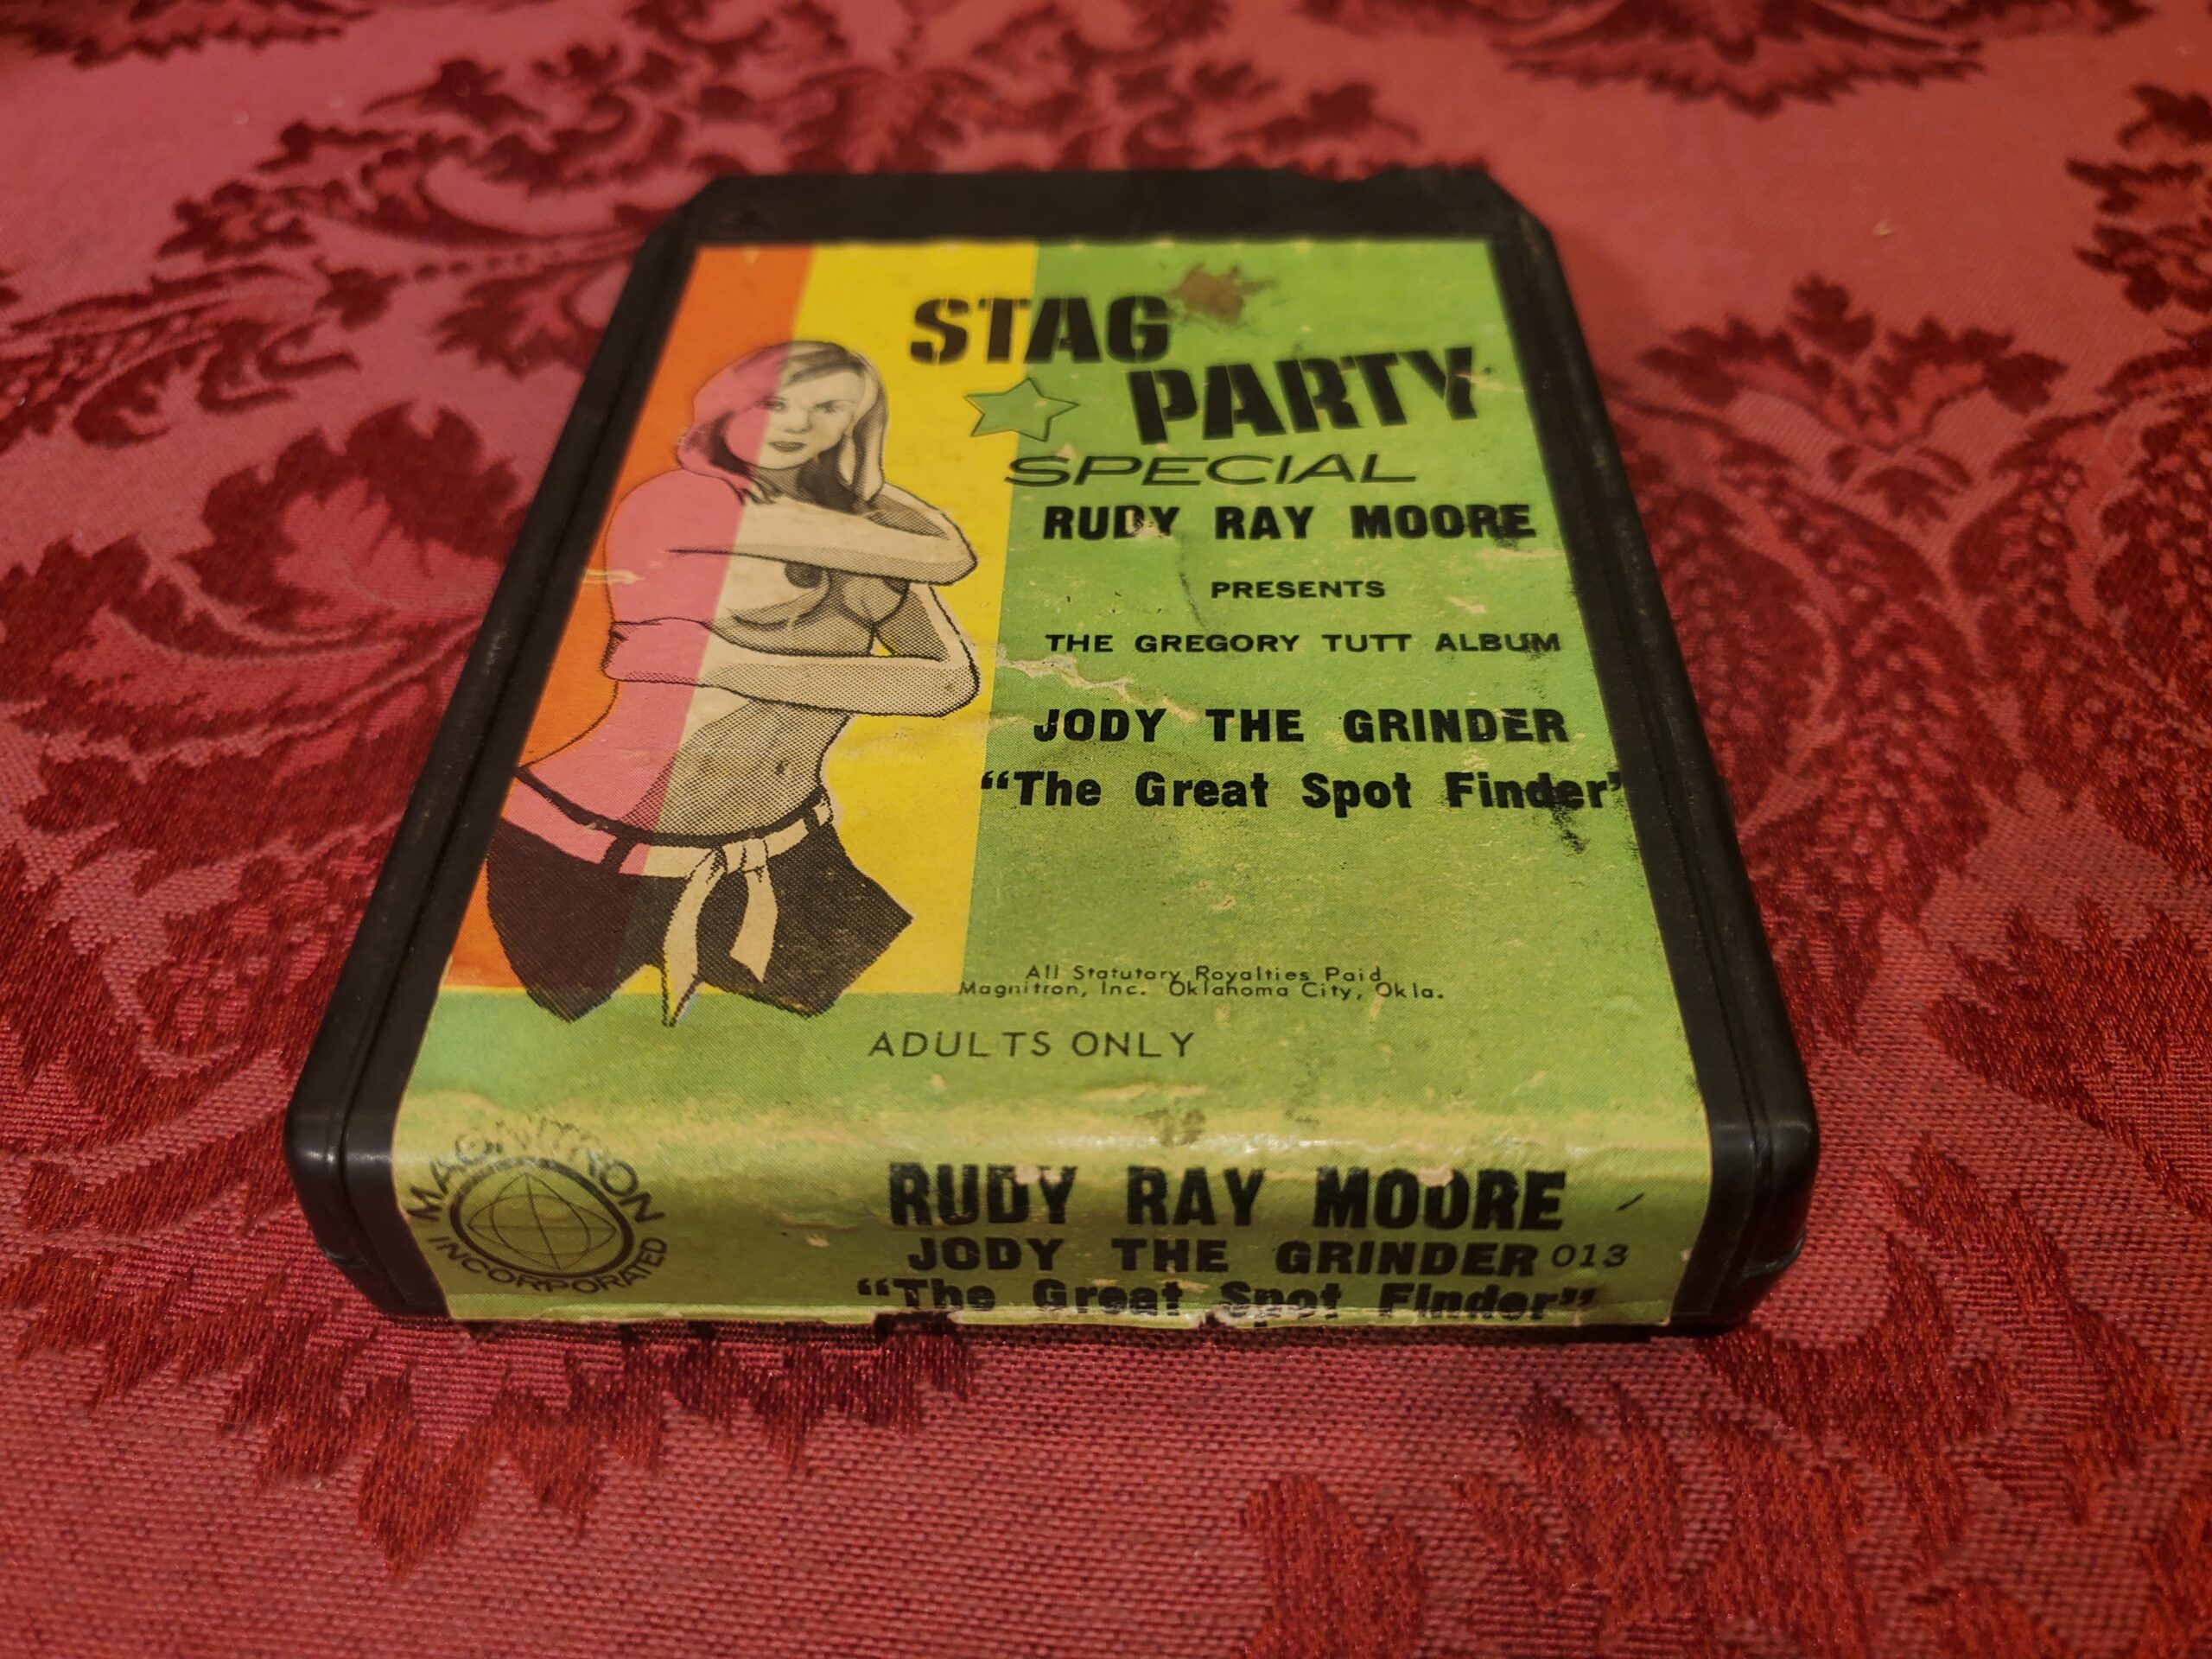 STAG
PARTY
SPECIAL
RUDY RAY MOORE
PRESENTS
THE GREGORY TUTT ALBUM
JODY THE GRINDER
“The Great Spot Finder”
All Statutory Royalties Paid
Magnitron, Inc. Oklahoma City, Okla.
ADULTS ONLY
MAGNITRON
INCORPORATED
RUDY RAY MOORE
JODY THE GRINDER 013
“The Great Spot Finder”